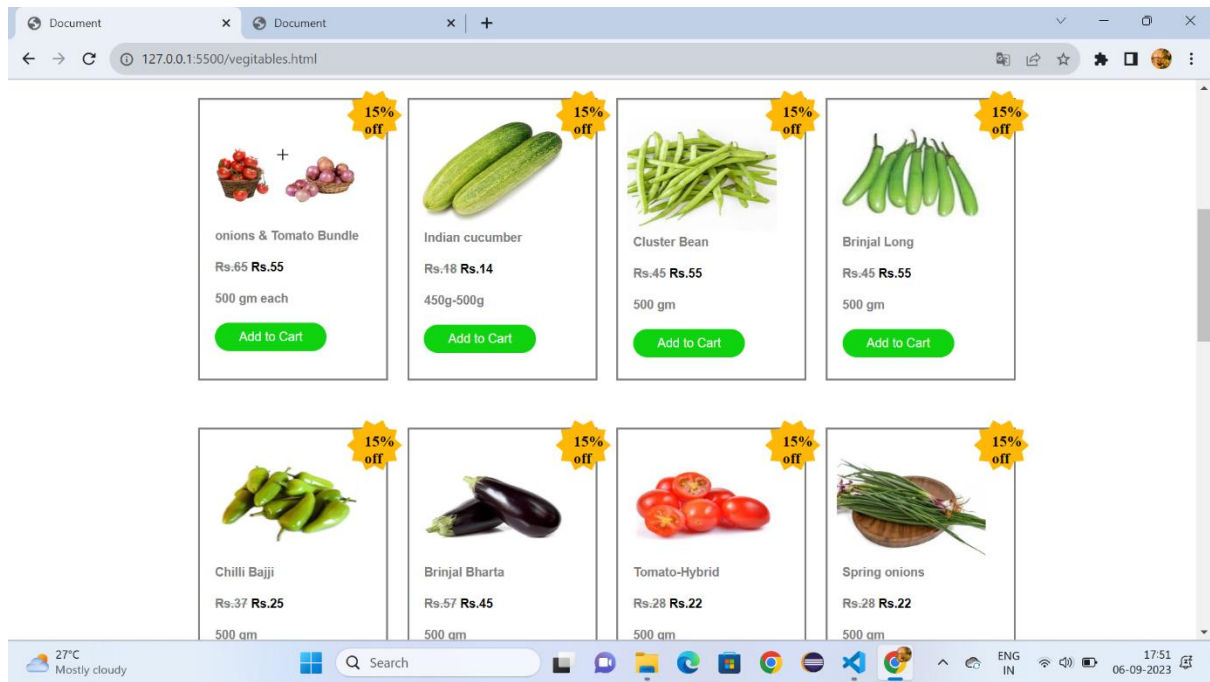 Document
Document
127.0.0.1:5500/vegitables.html
15%
off
15%
off
15%
off
15%
off
+
onions & Tomato Bundle
Indian cucumber
Cluster Bean
Brinjal Long
Rs.65 Rs.55
Rs.18 Rs.14
Rs.45 Rs.55
Rs.45 Rs.55
500 gm each
450g-500g
500 gm
500 gm
Add to Cart
Add to Cart
Add to Cart
Add to Cart
15%
off
15%
off
15%
off
15%
off
Chilli Bajji
Brinjal Bharta
Tomato-Hybrid
Spring onions
Rs.37 Rs.25
Rs.57 Rs.45
Rs.28 Rs.22
Rs.28 Rs.22
500 gm
500 gm
500 gm
500 gm
27°C
Mostly cloudy
Search
ENG
IN
17:51
06-09-2023